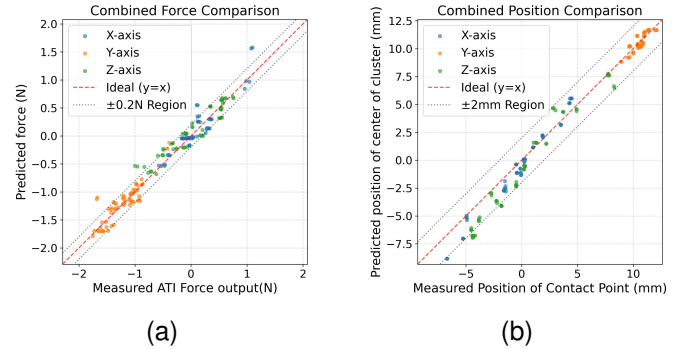 Combined Force Comparison
Predicted force (N)
2.0
1.5
1.0
0.5
0.0
−0.5
−1.0
−1.5
−2.0
X-axis
Y-axis
Z-axis
Ideal (y=x)
±0.2N Region
−2
−1
0
1
2
Measured ATI Force output(N)
(a)
Combined Position Comparison
Predicted position of center of cluster (mm)
12.5
10.0
7.5
5.0
2.5
0.0
−2.5
−5.0
−7.5
X-axis
Y-axis
Z-axis
Ideal (y=x)
±2mm Region
−5
0
5
10
Measured Position of Contact Point (mm)
(b)